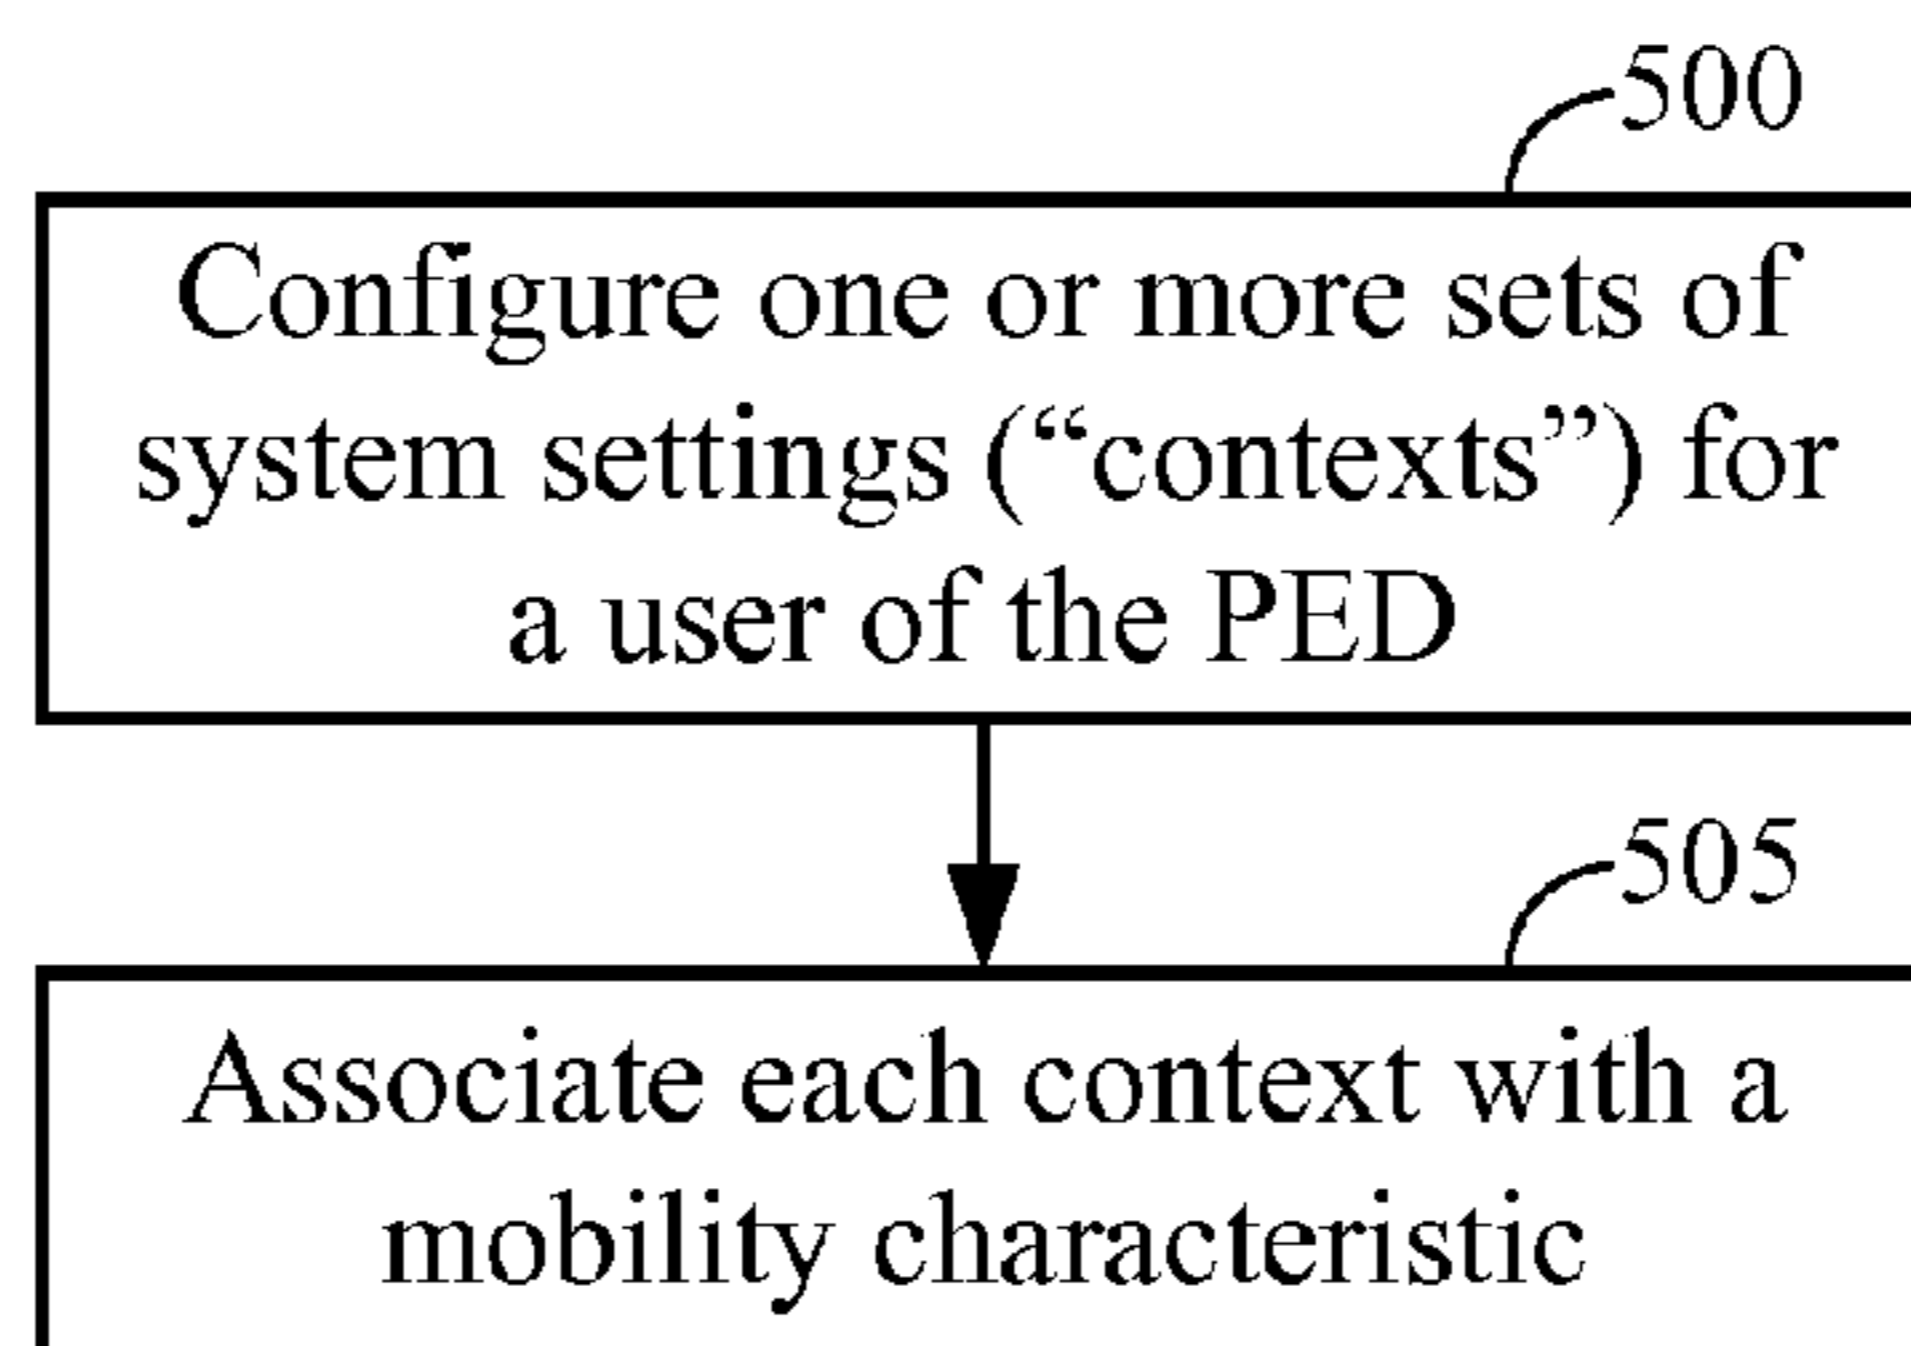 500
Configure one or more sets of
system settings (“contexts”) for
a user of the PED
505
Associate each context with a
mobility characteristic